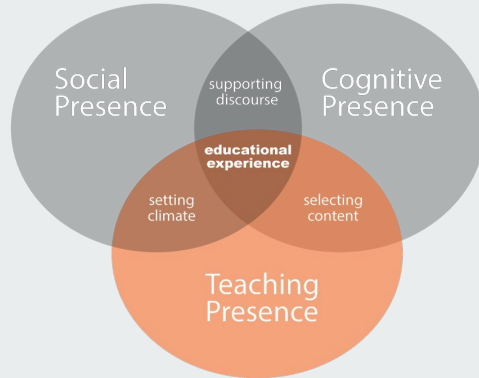 Social
Presence
supporting
discourse
Cognitive
Presence
educational
experience
setting
climate
selecting
content
Teaching
Presence